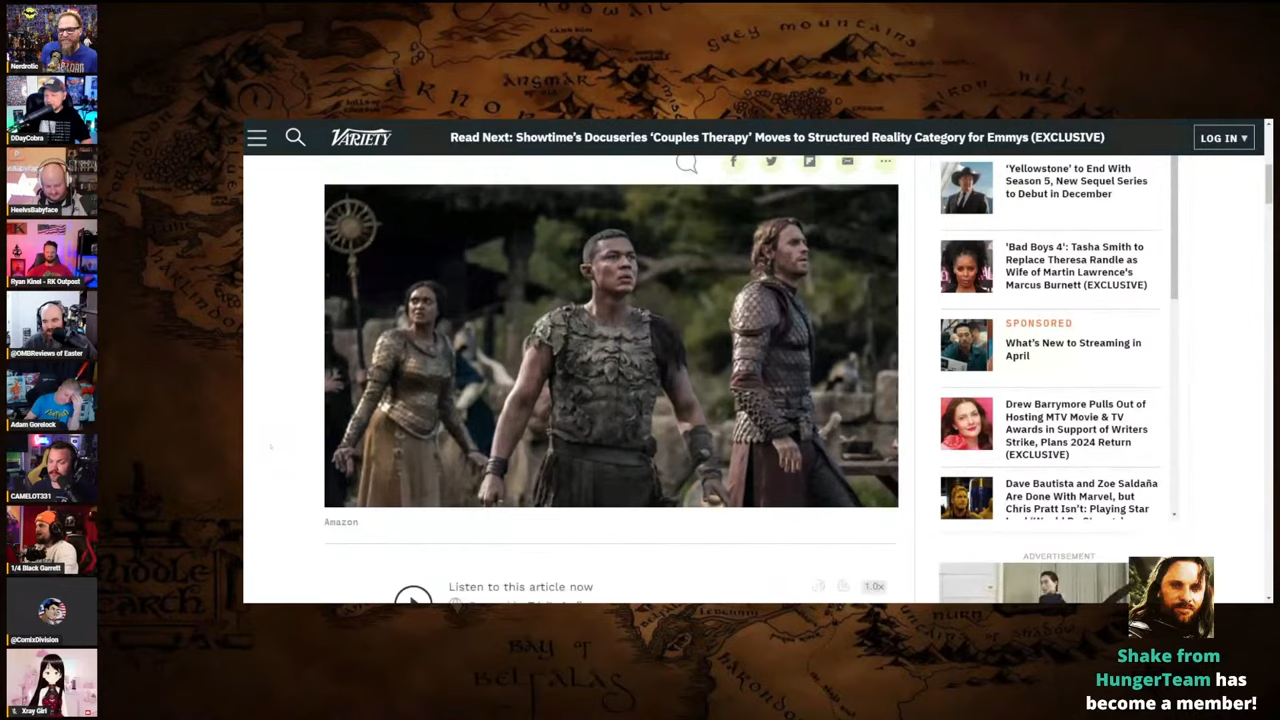 Nerdrotic
DDayCobra
HeelvsBabyface
Ryan Kinel - RK Outpost
@OMBReviews of Easter
Adam Gorelock
CAMELOT331
1/4 Black Garrett
@ComixDivision
Xray Girl
GREY MOUNTAINS
ANGMAR
VARIETY
Read Next: Showtime's Docuseries 'Couples Therapy' Moves to Structured Reality Category for Emmys (EXCLUSIVE)
LOG IN ▾
Amazon
Listen to this article now
1.0x
'Yellowstone' to End With
Season 5, New Sequel Series
to Debut in December
'Bad Boys 4': Tasha Smith to
Replace Theresa Randle as
Wife of Martin Lawrence's
Marcus Burnett (EXCLUSIVE)
SPONSORED
What's New to Streaming in
April
Drew Barrymore Pulls Out of
Hosting MTV Movie & TV
Awards in Support of Writers
Strike, Plans 2024 Return
(EXCLUSIVE)
Dave Bautista and Zoe Saldaña
Are Done With Marvel, but
Chris Pratt Isn't: Playing Star
ADVERTISEMENT
BAY OF
BELFALAS
Shake from
HungerTeam has
become a member!